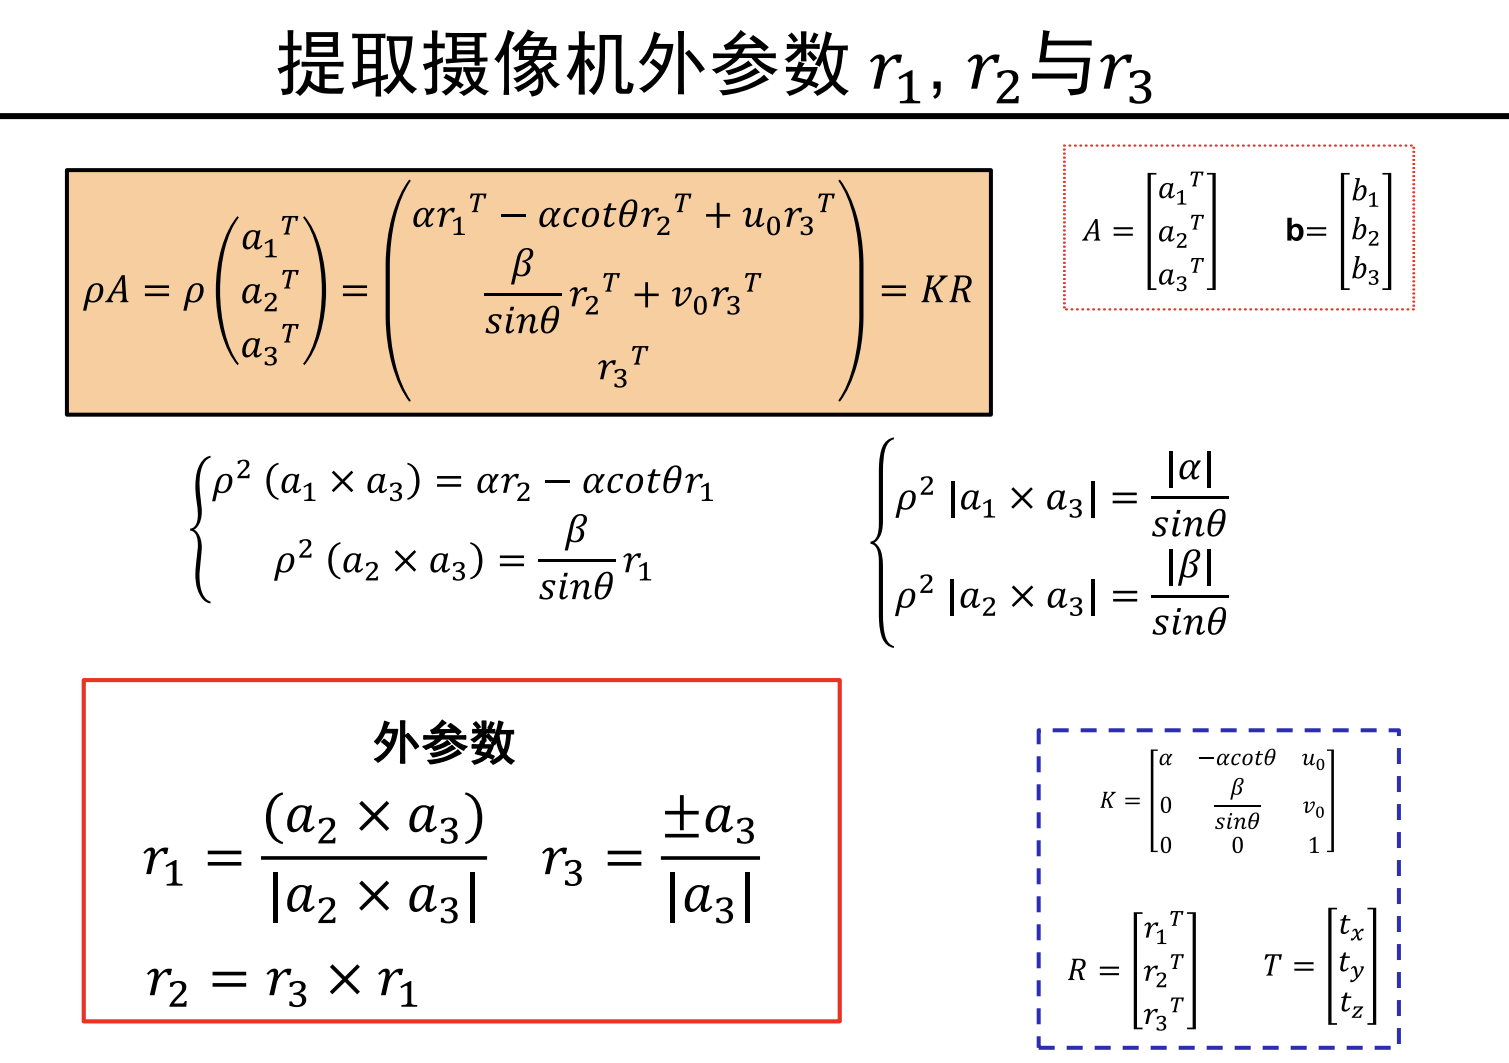 提取摄像机外参数 r₁, r₂与r₃
ρA = ρ(a₁ᵀ a₂ᵀ a₃ᵀ) = (αr₁ᵀ − αcotθr₂ᵀ + u₀r₃ᵀ
β/sinθ r₂ᵀ + v₀r₃ᵀ
r₃ᵀ) = KR
A = [a₁ᵀ a₂ᵀ a₃ᵀ] b= [b₁ b₂ b₃]
{ρ² (a₁ × a₃) = αr₂ − αcotθr₁
ρ² (a₂ × a₃) = β/sinθ r₁
{ρ² |a₁ × a₃| = |α|/sinθ
ρ² |a₂ × a₃| = |β|/sinθ
外参数
r₁ = (a₂ × a₃)/|a₂ × a₃| r₃ = ±a₃/|a₃|
r₂ = r₃ × r₁
K = [α −αcotθ u₀
0 β/sinθ v₀
0 0 1]
R = [r₁ᵀ r₂ᵀ r₃ᵀ] T = [tₓ t_y t_z]